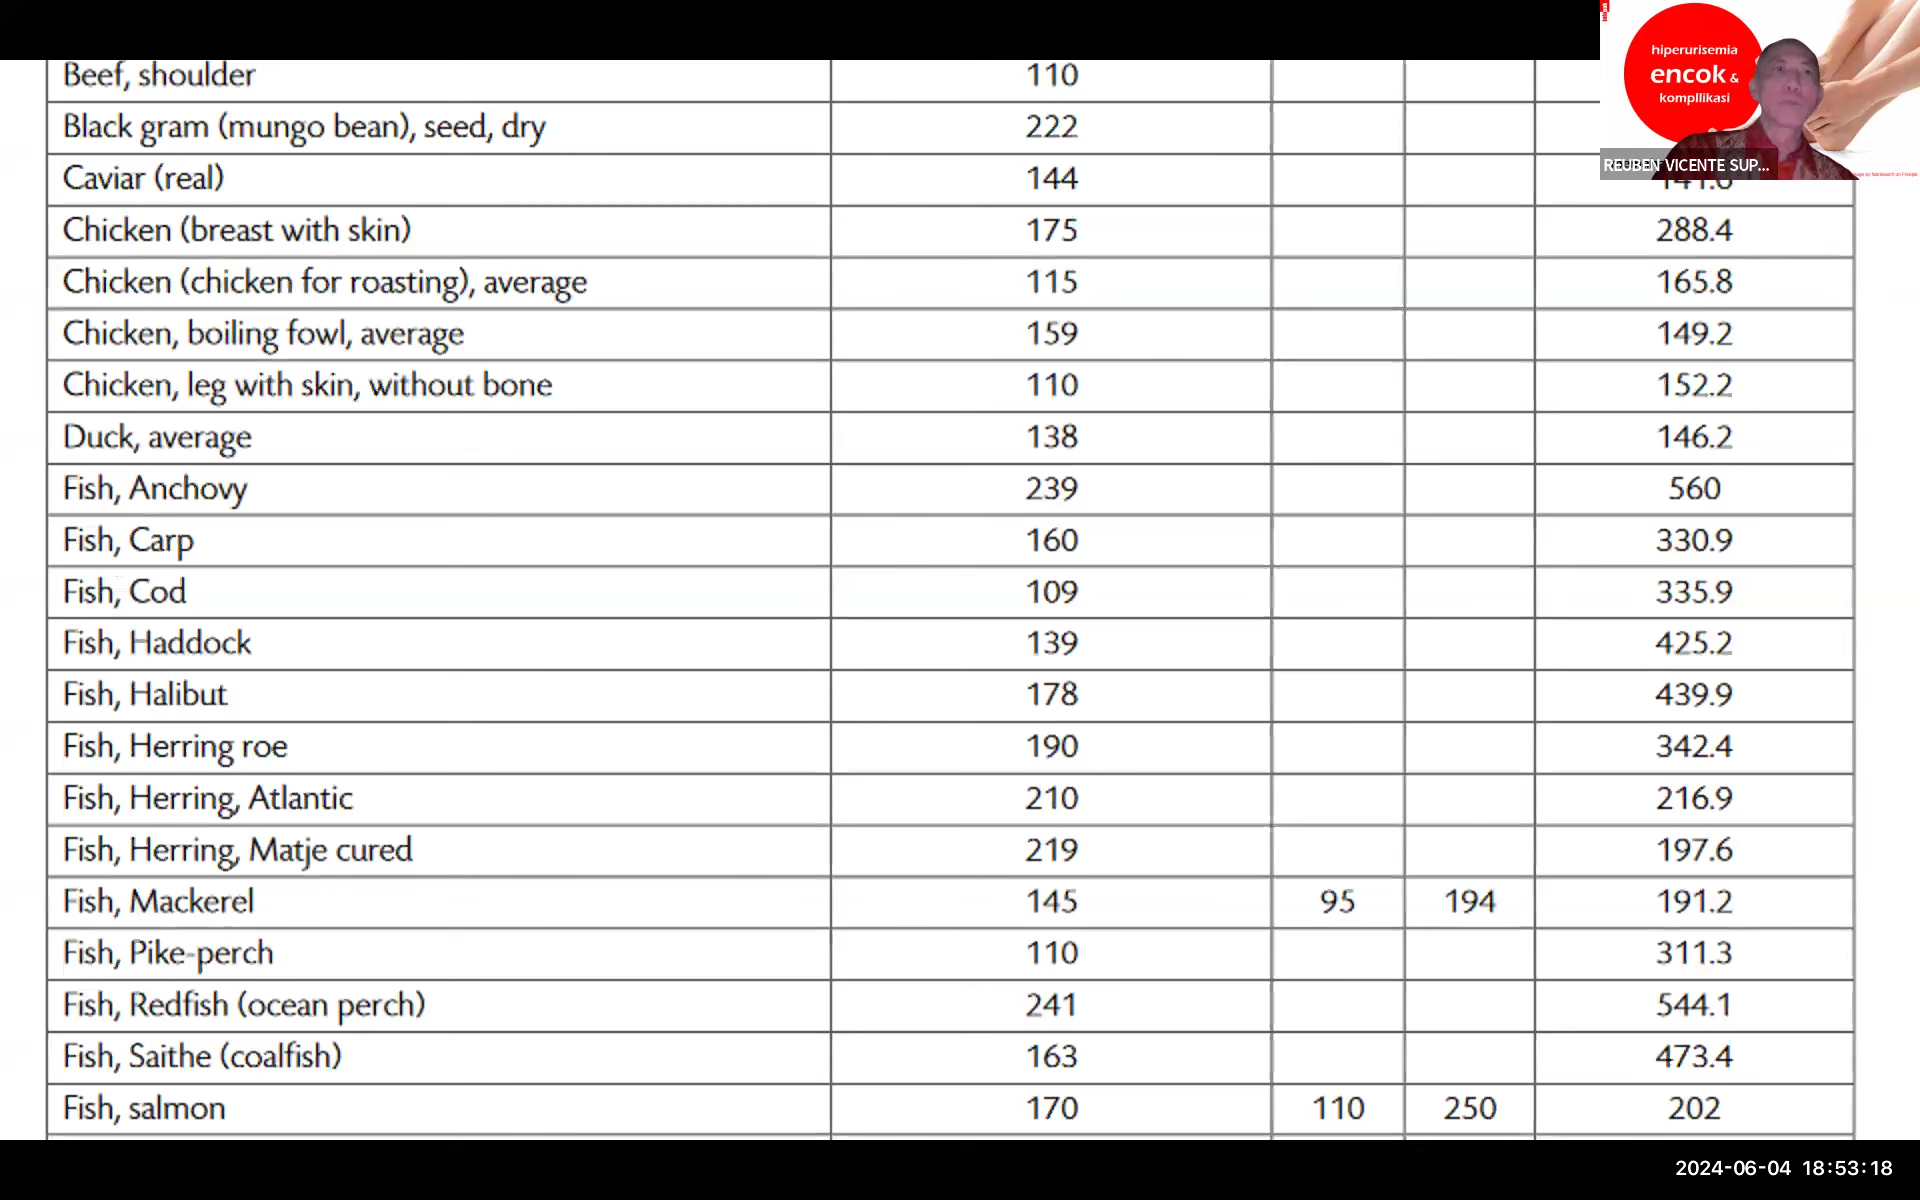 hiperurisemia
encok &
kompllikasi
REUBEN VICENTE SUP...
Beef, shoulder 110
Black gram (mungo bean), seed, dry 222
Caviar (real) 144
Chicken (breast with skin) 175 288.4
Chicken (chicken for roasting), average 115 165.8
Chicken, boiling fowl, average 159 149.2
Chicken, leg with skin, without bone 110 152.2
Duck, average 138 146.2
Fish, Anchovy 239 560
Fish, Carp 160 330.9
Fish, Cod 109 335.9
Fish, Haddock 139 425.2
Fish, Halibut 178 439.9
Fish, Herring roe 190 342.4
Fish, Herring, Atlantic 210 216.9
Fish, Herring, Matje cured 219 197.6
Fish, Mackerel 145 95 194 191.2
Fish, Pike-perch 110 311.3
Fish, Redfish (ocean perch) 241 544.1
Fish, Saithe (coalfish) 163 473.4
Fish, salmon 170 110 250 202
2024-06-04 18:53:18